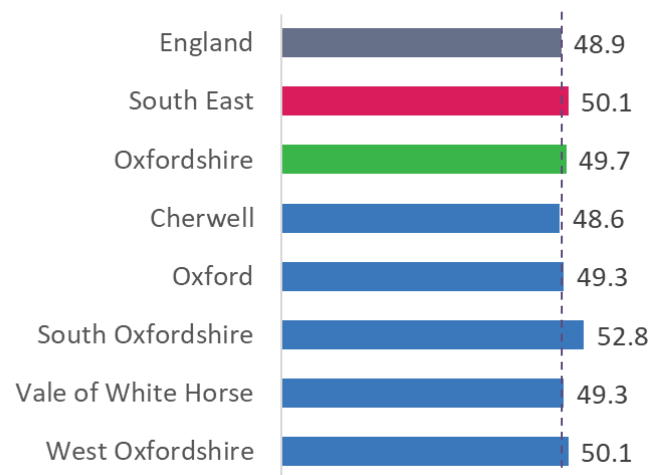 England 48.9
South East 50.1
Oxfordshire 49.7
Cherwell 48.6
Oxford 49.3
South Oxfordshire 52.8
Vale of White Horse 49.3
West Oxfordshire 50.1